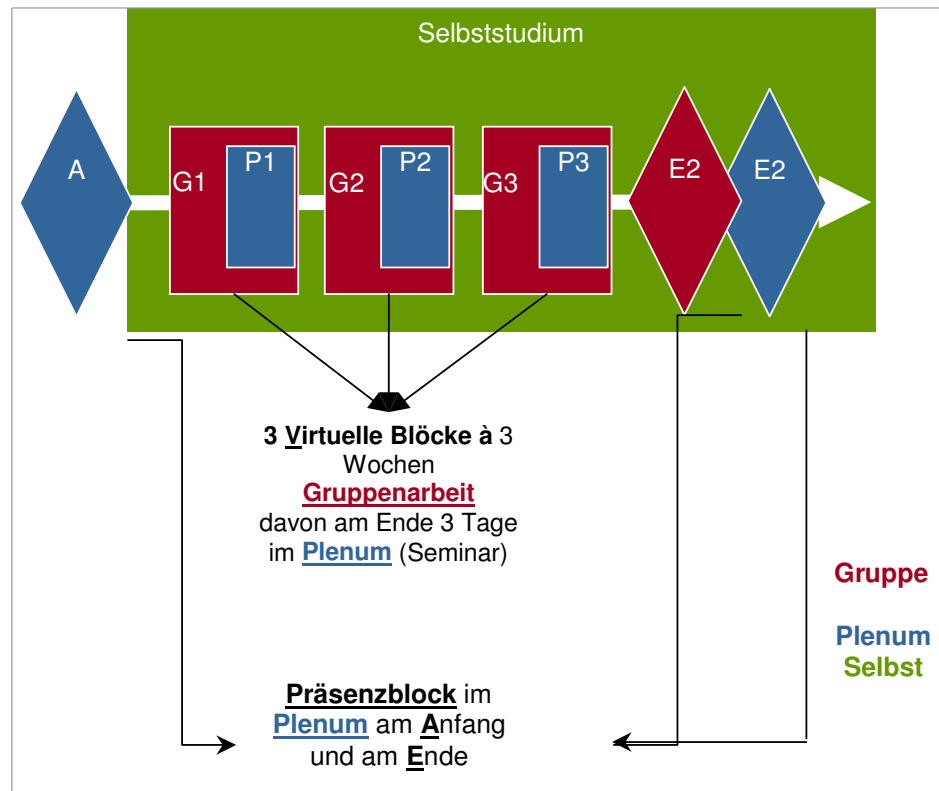 Selbststudium
A
G1
P1
G2
P2
G3
P3
E2
E2
3 Virtuelle Blöcke à 3
Wochen
Gruppenarbeit
davon am Ende 3 Tage
im Plenum (Seminar)
Gruppe
Plenum
Selbst
Präsenzblock im
Plenum am Anfang
und am Ende